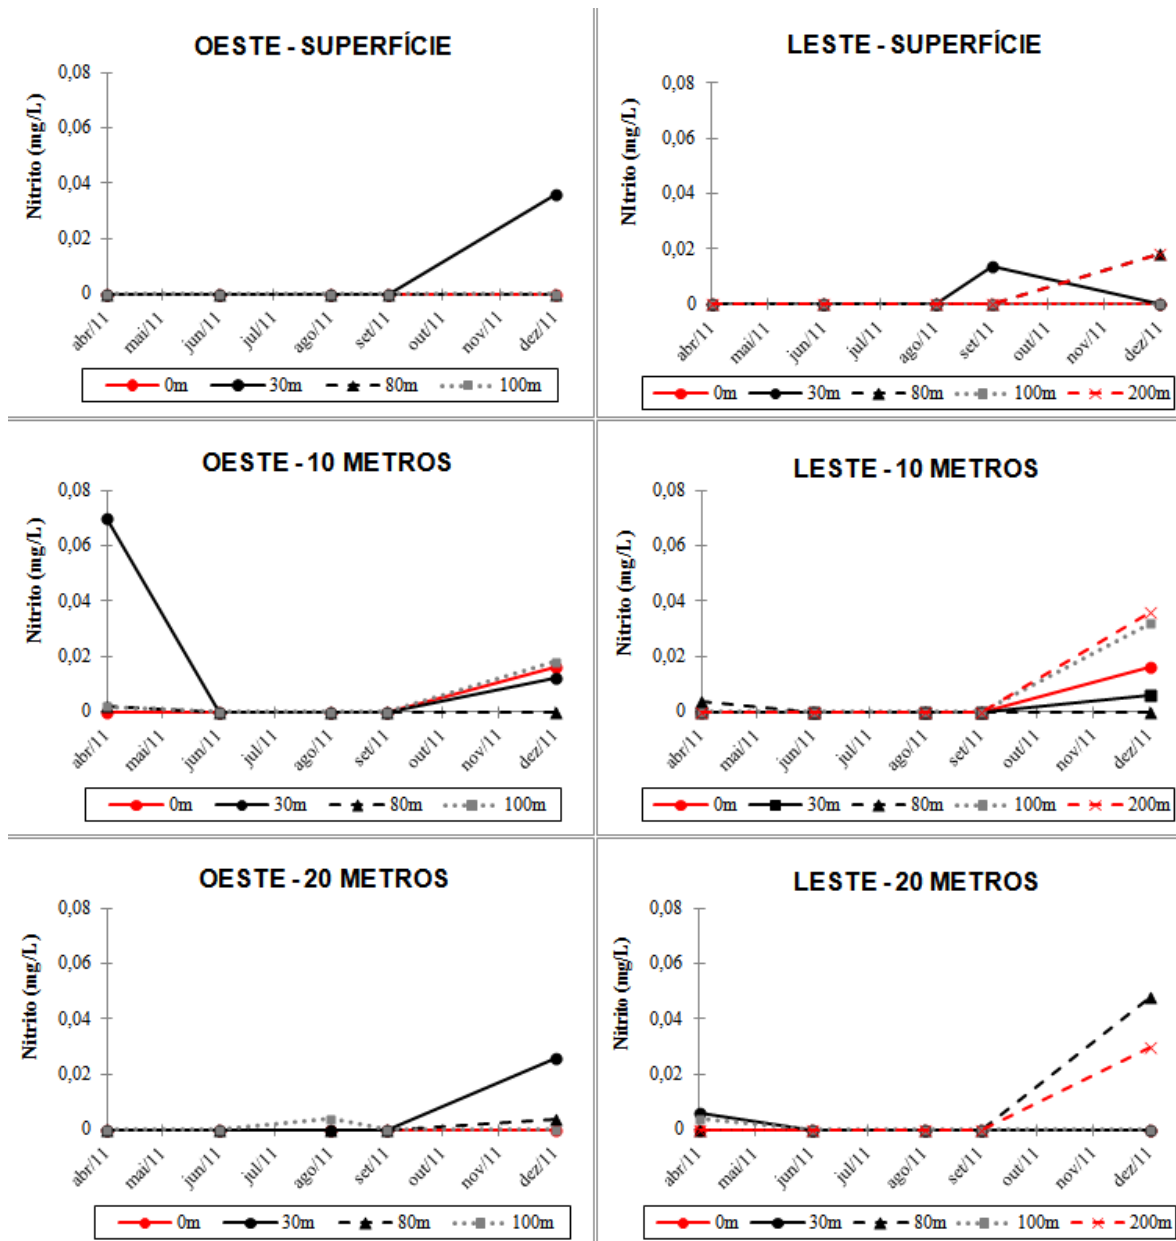 OESTE - SUPERFÍCIE
Nitrito (mg/L)
0,08
0,06
0,04
0,02
0
abr/11 mai/11 jun/11 jul/11 ago/11 set/11 out/11 nov/11 dez/11
0m 30m 80m 100m
LESTE - SUPERFÍCIE
NItrito (mg/L)
0,08
0,06
0,04
0,02
0
abr/11 mai/11 jun/11 jul/11 ago/11 set/11 out/11 nov/11 dez/11
0m 30m 80m 100m 200m
OESTE - 10 METROS
Nitrito (mg/L)
0,08
0,06
0,04
0,02
0
abr/11 mai/11 jun/11 jul/11 ago/11 set/11 out/11 nov/11 dez/11
0m 30m 80m 100m
LESTE - 10 METROS
Nitrito (mg/L)
0,08
0,06
0,04
0,02
0
abr/11 mai/11 jun/11 jul/11 ago/11 set/11 out/11 nov/11 dez/11
0m 30m 80m 100m 200m
OESTE - 20 METROS
Nitrito (mg/L)
0,08
0,06
0,04
0,02
0
abr/11 mai/11 jun/11 jul/11 ago/11 set/11 out/11 nov/11 dez/11
0m 30m 80m 100m
LESTE - 20 METROS
Nitrito (mg/L)
0,08
0,06
0,04
0,02
0
abr/11 mai/11 jun/11 jul/11 ago/11 set/11 out/11 nov/11 dez/11
0m 30m 80m 100m 200m